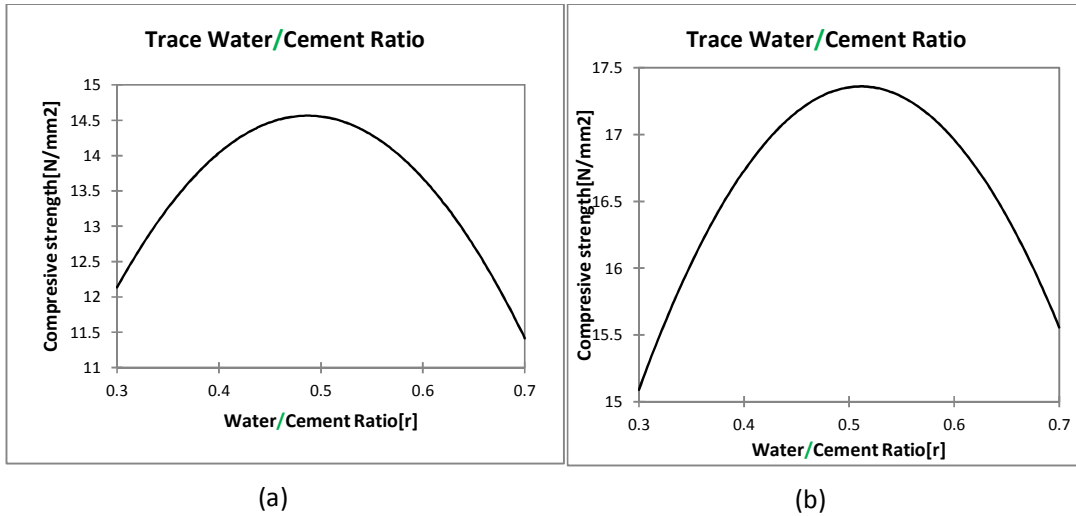 Trace Water/Cement Ratio
Compresive strength[N/mm2]
15
14.5
14
13.5
13
12.5
12
11.5
11
0.3 0.4 0.5 0.6 0.7
Water/Cement Ratio[r]
(a)
Trace Water/Cement Ratio
Compresive strength[N/mm2]
17.5
17
16.5
16
15.5
15
0.3 0.4 0.5 0.6 0.7
Water/Cement Ratio[r]
(b)